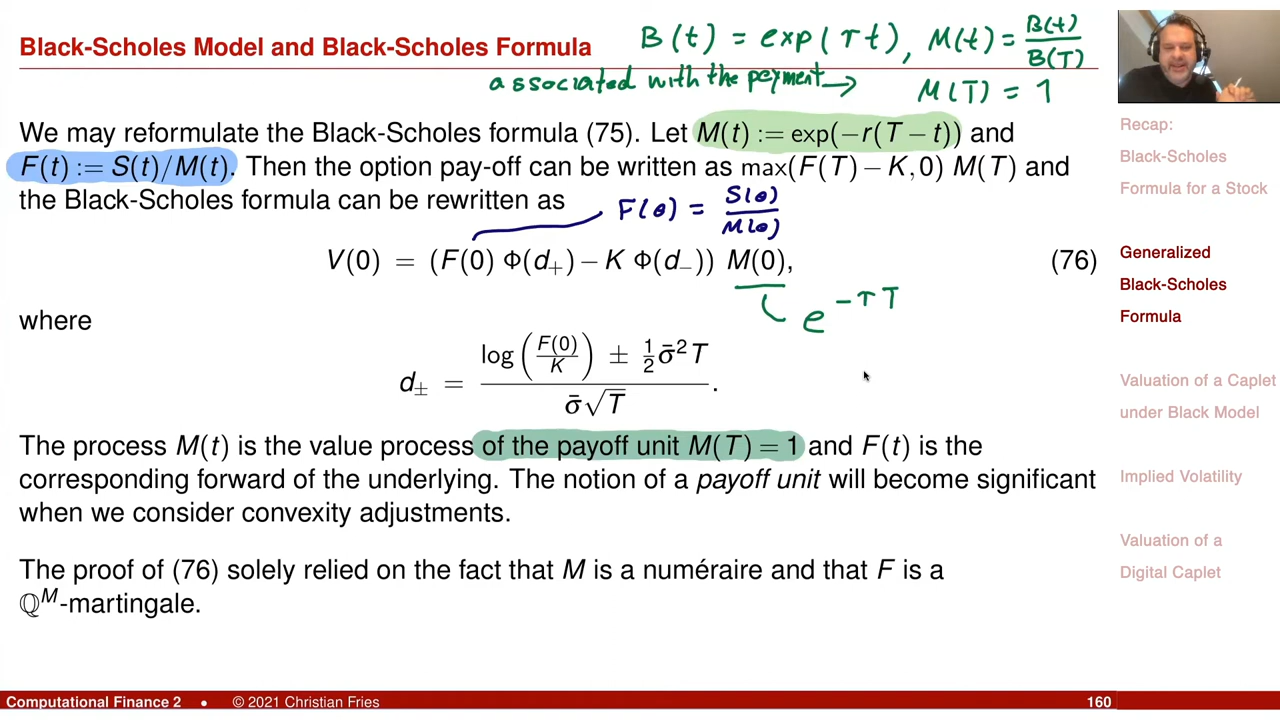 Black-Scholes Model and Black-Scholes Formula
B(t) = exp(rt), M(t) = B(t)/B(T)
associated with the peyment → M(T) = 1
We may reformulate the Black-Scholes formula (75). Let M(t) := exp(−r(T − t)) and
F(t) := S(t)/M(t). Then the option pay-off can be written as max(F(T) − K, 0) M(T) and
the Black-Scholes formula can be rewritten as
F(0) = S(0)/M(0)
V(0) = (F(0) Φ(d₊) − K Φ(d₋)) M(0), (76)
e^{−rT}
where
d± = (log(F(0)/K) ± ½ σ̄²T) / (σ̄√T).
The process M(t) is the value process of the payoff unit M(T) = 1 and F(t) is the
corresponding forward of the underlying. The notion of a payoff unit will become significant
when we consider convexity adjustments.
The proof of (76) solely relied on the fact that M is a numéraire and that F is a
ℚᴹ-martingale.
Recap:
Black-Scholes
Formula for a Stock
Generalized
Black-Scholes
Formula
Valuation of a Caplet
under Black Model
Implied Volatility
Valuation of a
Digital Caplet
Computational Finance 2 • © 2021 Christian Fries 160